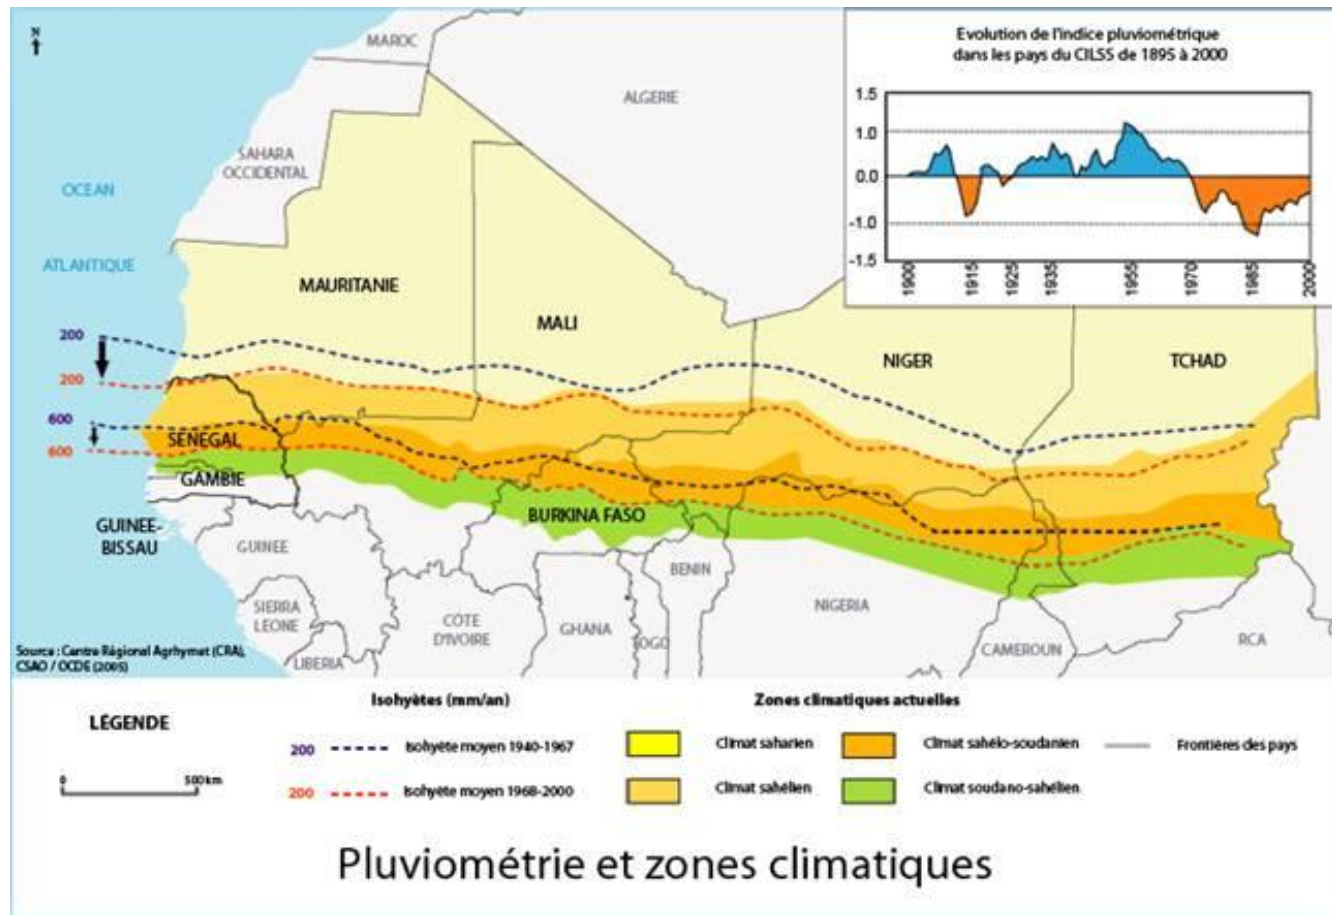 N
MAROC
ALGERIE
SAHARA
OCCIDENTAL
OCEAN
ATLANTIQUE
MAURITANIE
MALI
NIGER
TCHAD
200
200
600
600
SENEGAL
GAMBIE
GUINEE-
BISSAU
GUINEE
SIERRA
LEONE
LIBERIA
CÔTE
D'IVOIRE
BURKINA FASO
GHANA
TOGO
BENIN
NIGERIA
CAMEROUN
RCA
Evolution de l'indice pluviométrique
dans les pays du CILSS de 1895 à 2000
1.5
1.0
0.0
-1.0
-1.5
1900
1915
1925
1935
1955
1970
1985
2000
Source : Centre Régional Agrhymet (CRA),
CSAO / OCDE (2005)
LÉGENDE
0 500 km
Isohyètes (mm/an)
200 Isohyète moyen 1940-1967
200 Isohyète moyen 1968-2000
Zones climatiques actuelles
Climat saharien
Climat sahélien
Climat sahélo-soudanien
Climat soudano-sahélien
Frontières des pays
Pluviométrie et zones climatiques